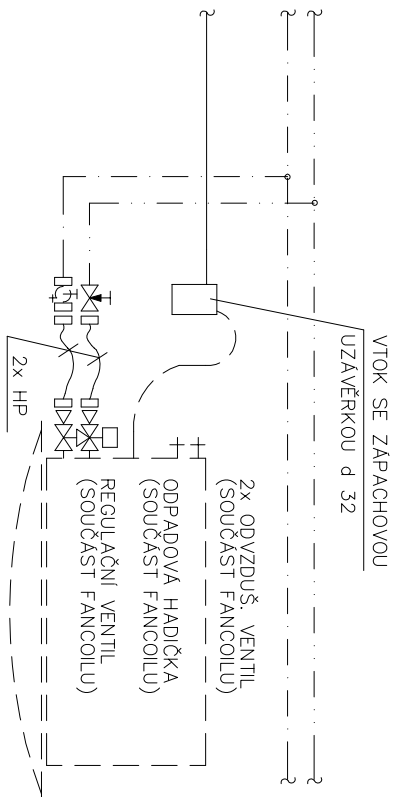 VTOK SE ZÁPACHOVOU
UZÁVĚRKOU d 32
2x ODVZDUŠ. VENTIL
(SOUČÁST FANCOILU)
ODPADOVÁ HADIČKA
(SOUČÁST FANCOILU)
REGULAČNÍ VENTIL
(SOUČÁST FANCOILU)
2x HP